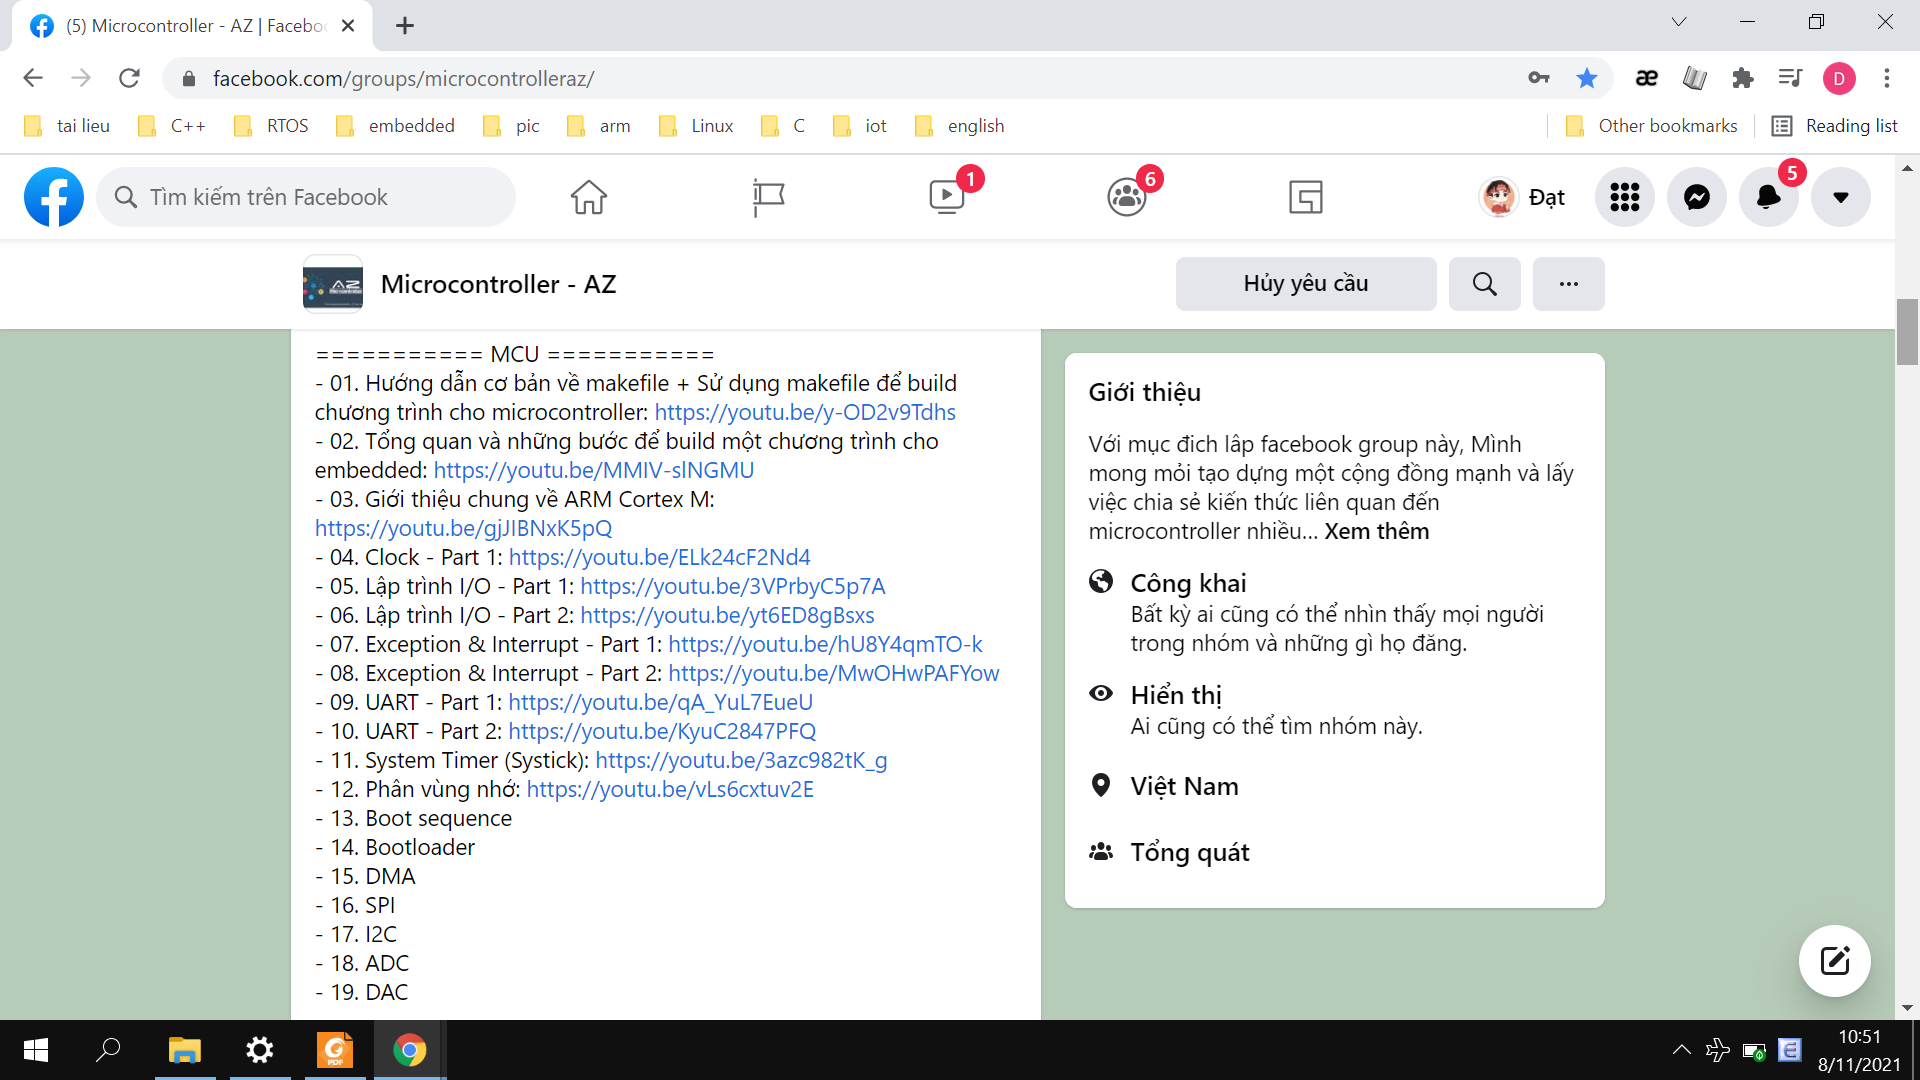 (5) Microcontroller - AZ | Facebo
facebook.com/groups/microcontrolleraz/
æ
D
tai lieu
C++
RTOS
embedded
pic
arm
Linux
C
iot
english
Other bookmarks
Reading list
Tìm kiếm trên Facebook
1
6
Đạt
5
AZ
Microcontroller - AZ
Hủy yêu cầu
=========== MCU ===========
- 01. Hướng dẫn cơ bản về makefile + Sử dụng makefile để build
chương trình cho microcontroller: https://youtu.be/y-OD2v9Tdhs
- 02. Tổng quan và những bước để build một chương trình cho
embedded: https://youtu.be/MMIV-slNGMU
- 03. Giới thiệu chung về ARM Cortex M:
https://youtu.be/gjJIBNxK5pQ
- 04. Clock - Part 1: https://youtu.be/ELk24cF2Nd4
- 05. Lập trình I/O - Part 1: https://youtu.be/3VPrbyC5p7A
- 06. Lập trình I/O - Part 2: https://youtu.be/yt6ED8gBsxs
- 07. Exception & Interrupt - Part 1: https://youtu.be/hU8Y4qmTO-k
- 08. Exception & Interrupt - Part 2: https://youtu.be/MwOHwPAFYow
- 09. UART - Part 1: https://youtu.be/qA_YuL7EueU
- 10. UART - Part 2: https://youtu.be/KyuC2847PFQ
- 11. System Timer (Systick): https://youtu.be/3azc982tK_g
- 12. Phân vùng nhớ: https://youtu.be/vLs6cxtuv2E
- 13. Boot sequence
- 14. Bootloader
- 15. DMA
- 16. SPI
- 17. I2C
- 18. ADC
- 19. DAC
Giới thiệu
Với mục đich lâp facebook group này, Mình
mong mỏi tạo dựng một cộng đồng mạnh và lấy
việc chia sẻ kiến thức liên quan đến
microcontroller nhiều... Xem thêm
Công khai
Bất kỳ ai cũng có thể nhìn thấy mọi người
trong nhóm và những gì họ đăng.
Hiển thị
Ai cũng có thể tìm nhóm này.
Việt Nam
Tổng quát
PDF
E
10:51
8/11/2021